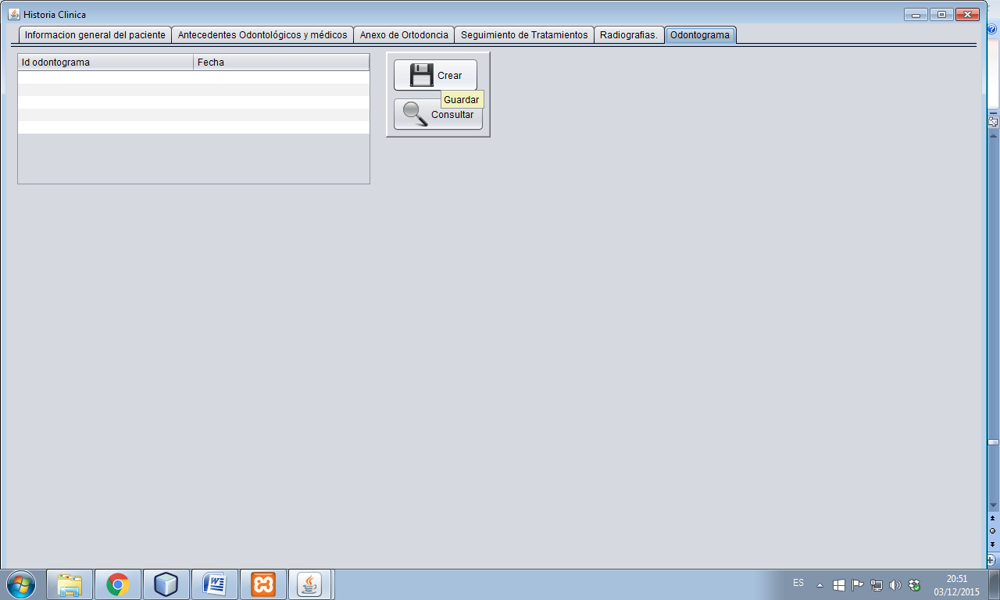 Historia Clinica
Informacion general del paciente Antecedentes Odontológicos y médicos Anexo de Ortodoncia Seguimiento de Tratamientos Radiografias. Odontograma
Id odontograma Fecha
Crear
Guardar
Consultar
ES
20:51
03/12/2015